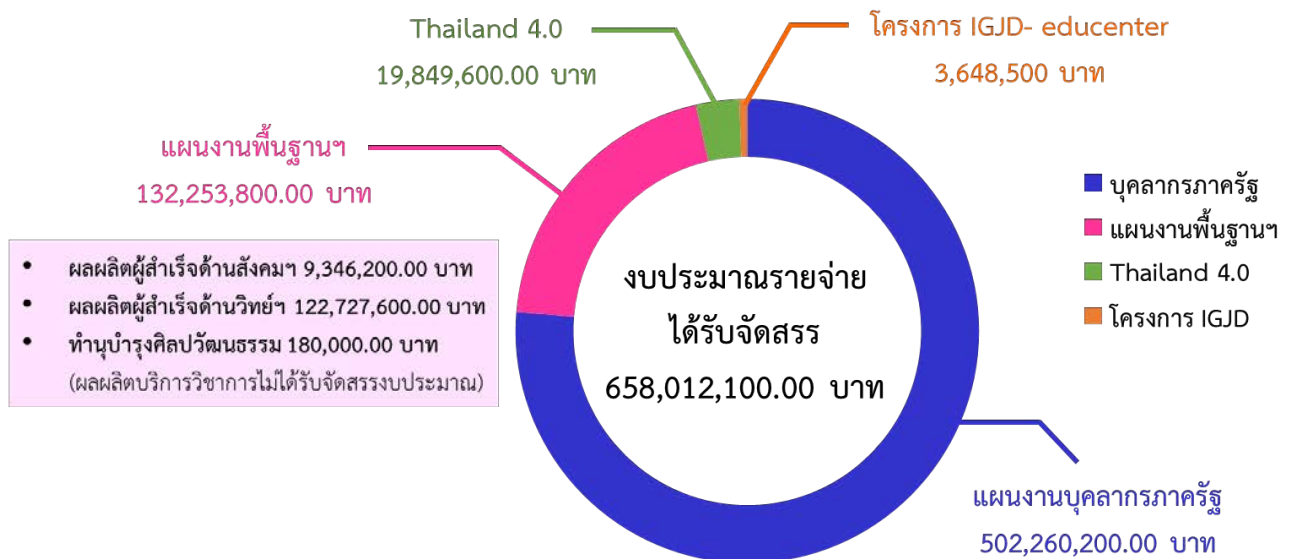 Thailand 4.0
19,849,600.00 บาท
โครงการ IGJD- educenter
3,648,500 บาท
แผนงานพื้นฐานฯ
132,253,800.00 บาท
• ผลผลิตผู้สำเร็จด้านสังคมฯ 9,346,200.00 บาท
• ผลผลิตผู้สำเร็จด้านวิทย์ฯ 122,727,600.00 บาท
• ทำนุบำรุงศิลปวัฒนธรรม 180,000.00 บาท
(ผลผลิตบริการวิชาการไม่ได้รับจัดสรรงบประมาณ)
งบประมาณรายจ่าย
ได้รับจัดสรร
658,012,100.00 บาท
บุคลากรภาครัฐ
แผนงานพื้นฐานฯ
Thailand 4.0
โครงการ IGJD
แผนงานบุคลากรภาครัฐ
502,260,200.00 บาท